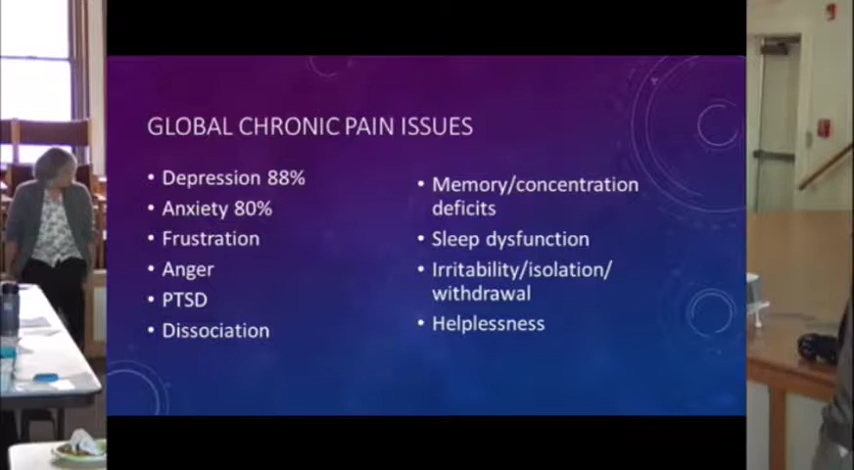 GLOBAL CHRONIC PAIN ISSUES
• Depression 88%
• Anxiety 80%
• Frustration
• Anger
• PTSD
• Dissociation
• Memory/concentration
deficits
• Sleep dysfunction
• Irritability/isolation/
withdrawal
• Helplessness